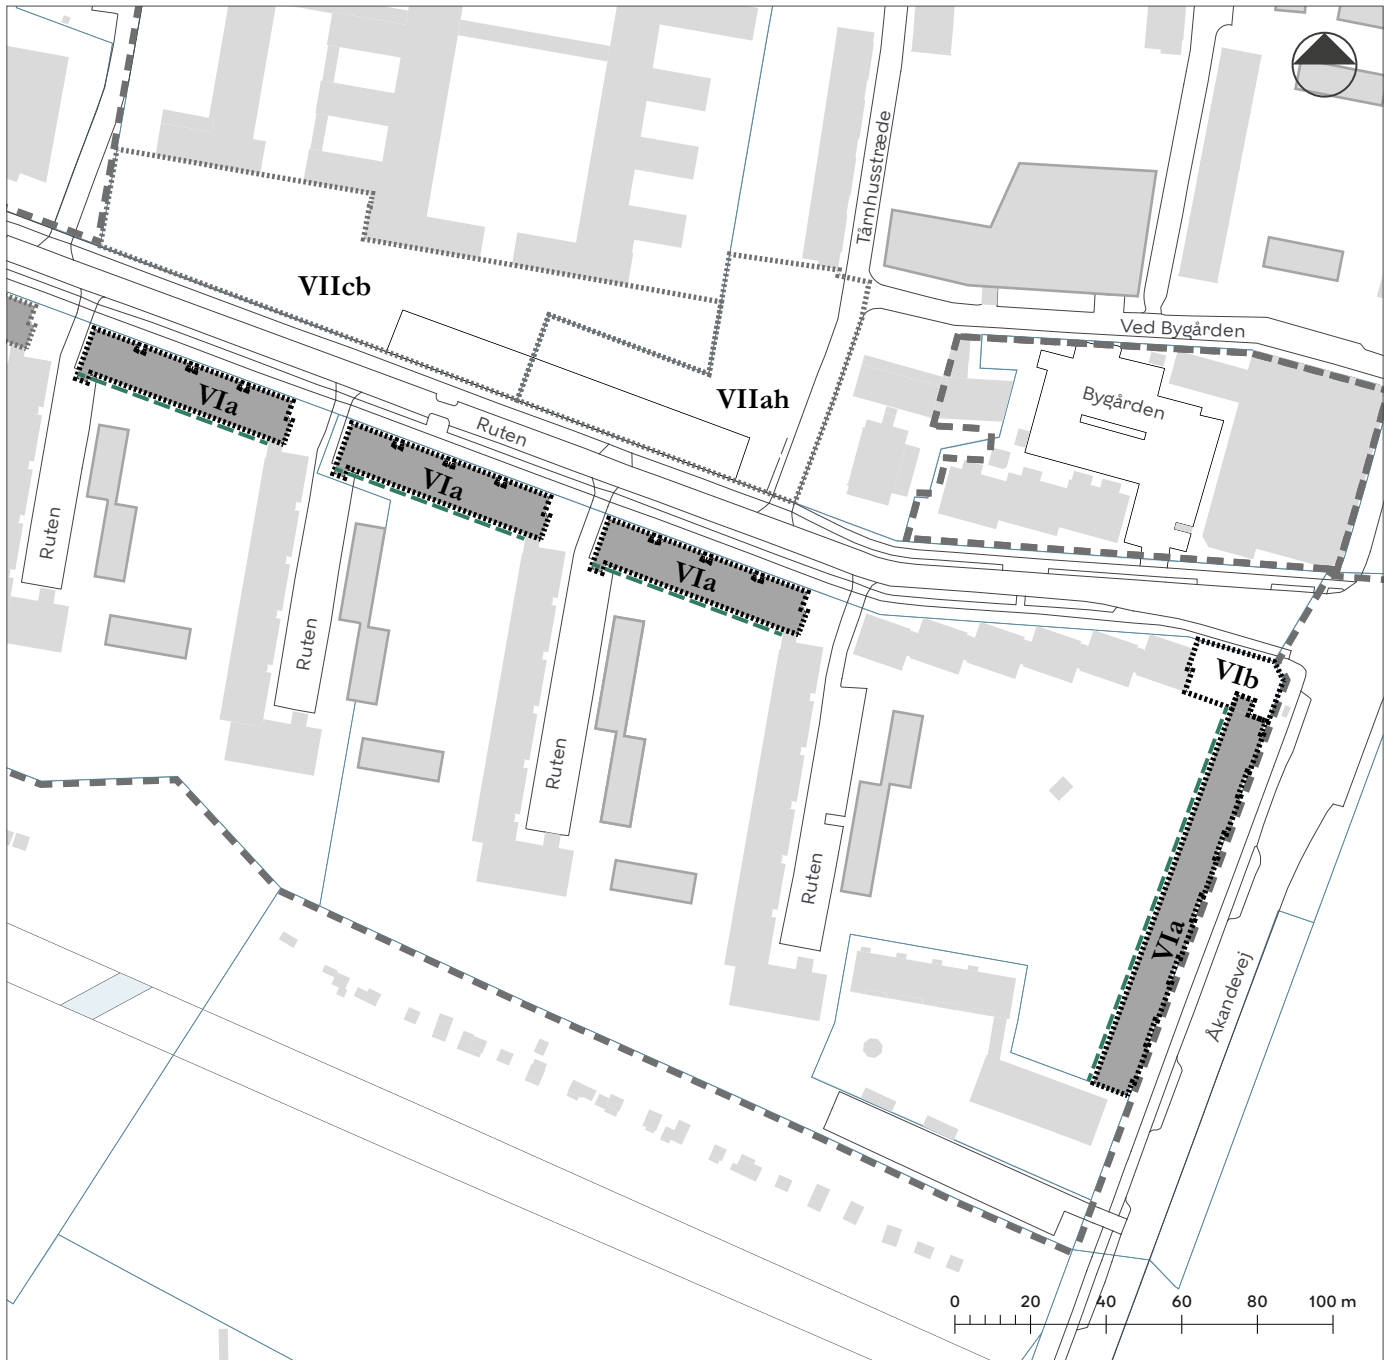 Tårnhusstræde
VIIcb
Ved Bygården
VIIah
Bygården
VIa
Ruten
VIa
VIa
Ruten
Ruten
VIb
Ruten
Ruten
VIa
Åkandevej
0 20 40 60 80 100 m